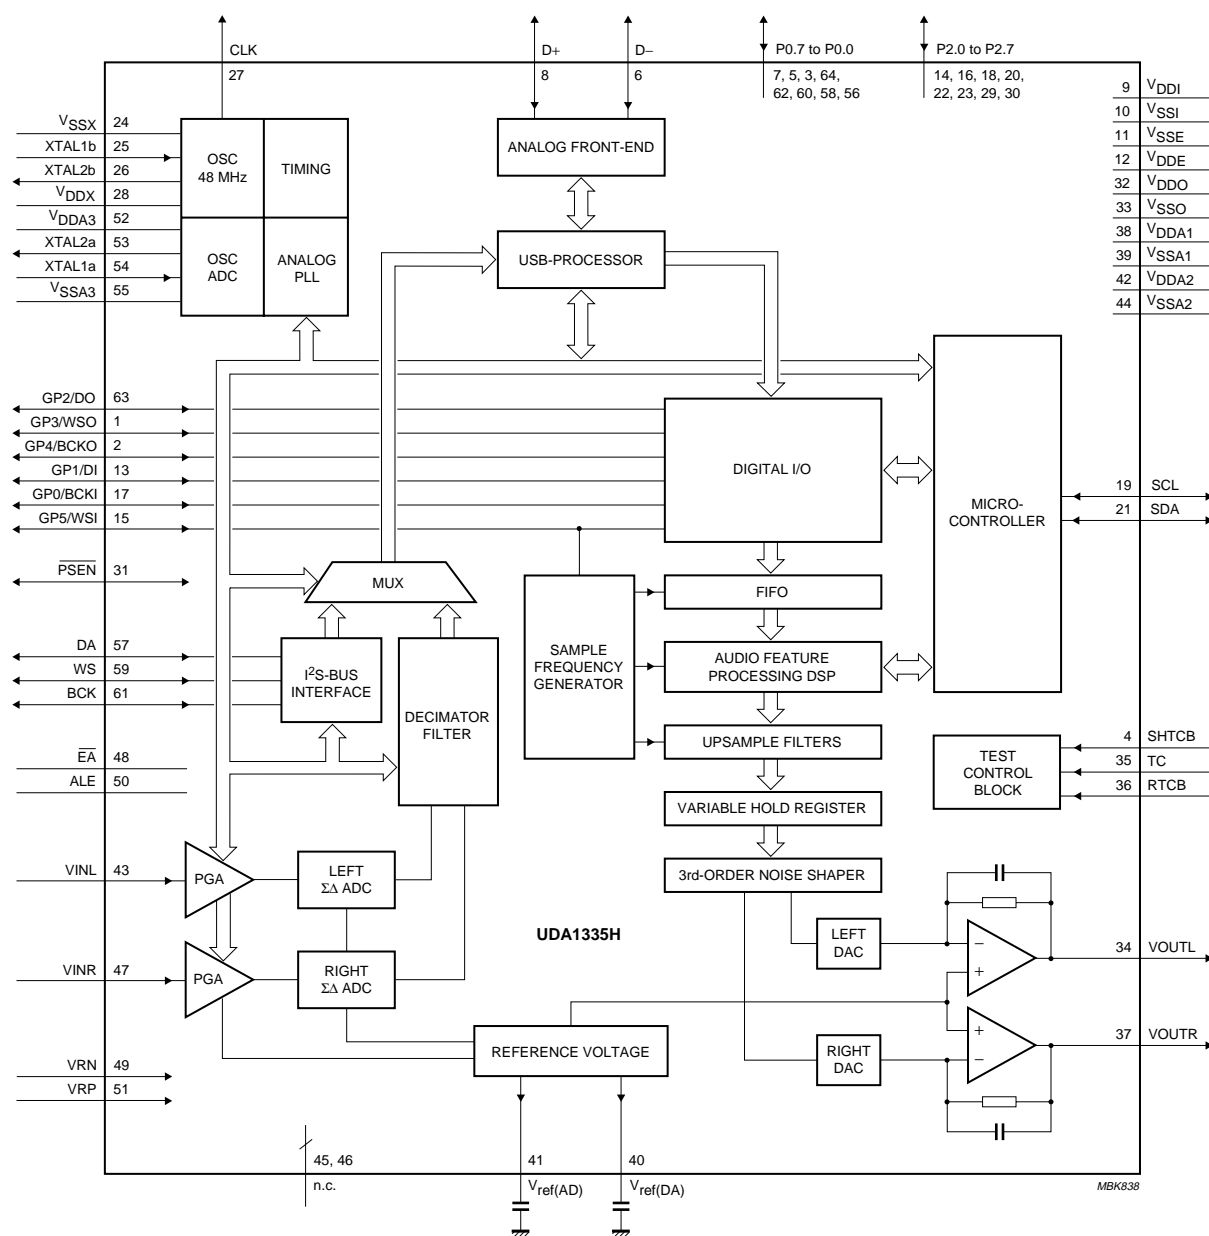 CLK
27
D+
8
D−
6
P0.7 to P0.0
7, 5, 3, 64,
62, 60, 58, 56
P2.0 to P2.7
14, 16, 18, 20,
22, 23, 29, 30
9 VDDI
10 VSSI
11 VSSE
12 VDDE
32 VDDO
33 VSSO
38 VDDA1
39 VSSA1
42 VDDA2
44 VSSA2
VSSX 24
XTAL1b 25
XTAL2b 26
VDDX 28
VDDA3 52
XTAL2a 53
XTAL1a 54
VSSA3 55
OSC
48 MHz
TIMING
OSC
ADC
ANALOG
PLL
ANALOG FRONT-END
USB-PROCESSOR
GP2/DO 63
GP3/WSO 1
GP4/BCKO 2
GP1/DI 13
GP0/BCKI 17
GP5/WSI 15
DIGITAL I/O
MICRO-
CONTROLLER
19 SCL
21 SDA
PSEN 31
MUX
FIFO
DA 57
WS 59
BCK 61
I2S-BUS
INTERFACE
DECIMATOR
FILTER
SAMPLE
FREQUENCY
GENERATOR
AUDIO FEATURE
PROCESSING DSP
UPSAMPLE FILTERS
EA 48
ALE 50
TEST
CONTROL
BLOCK
4 SHTCB
35 TC
36 RTCB
VARIABLE HOLD REGISTER
VINL 43
PGA
LEFT
ΣΔ ADC
3rd-ORDER NOISE SHAPER
UDA1335H
LEFT
DAC
−
+
34 VOUTL
VINR 47
PGA
RIGHT
ΣΔ ADC
REFERENCE VOLTAGE
RIGHT
DAC
+
−
37 VOUTR
VRN 49
VRP 51
45, 46
n.c.
41
Vref(AD)
40
Vref(DA)
MBK838